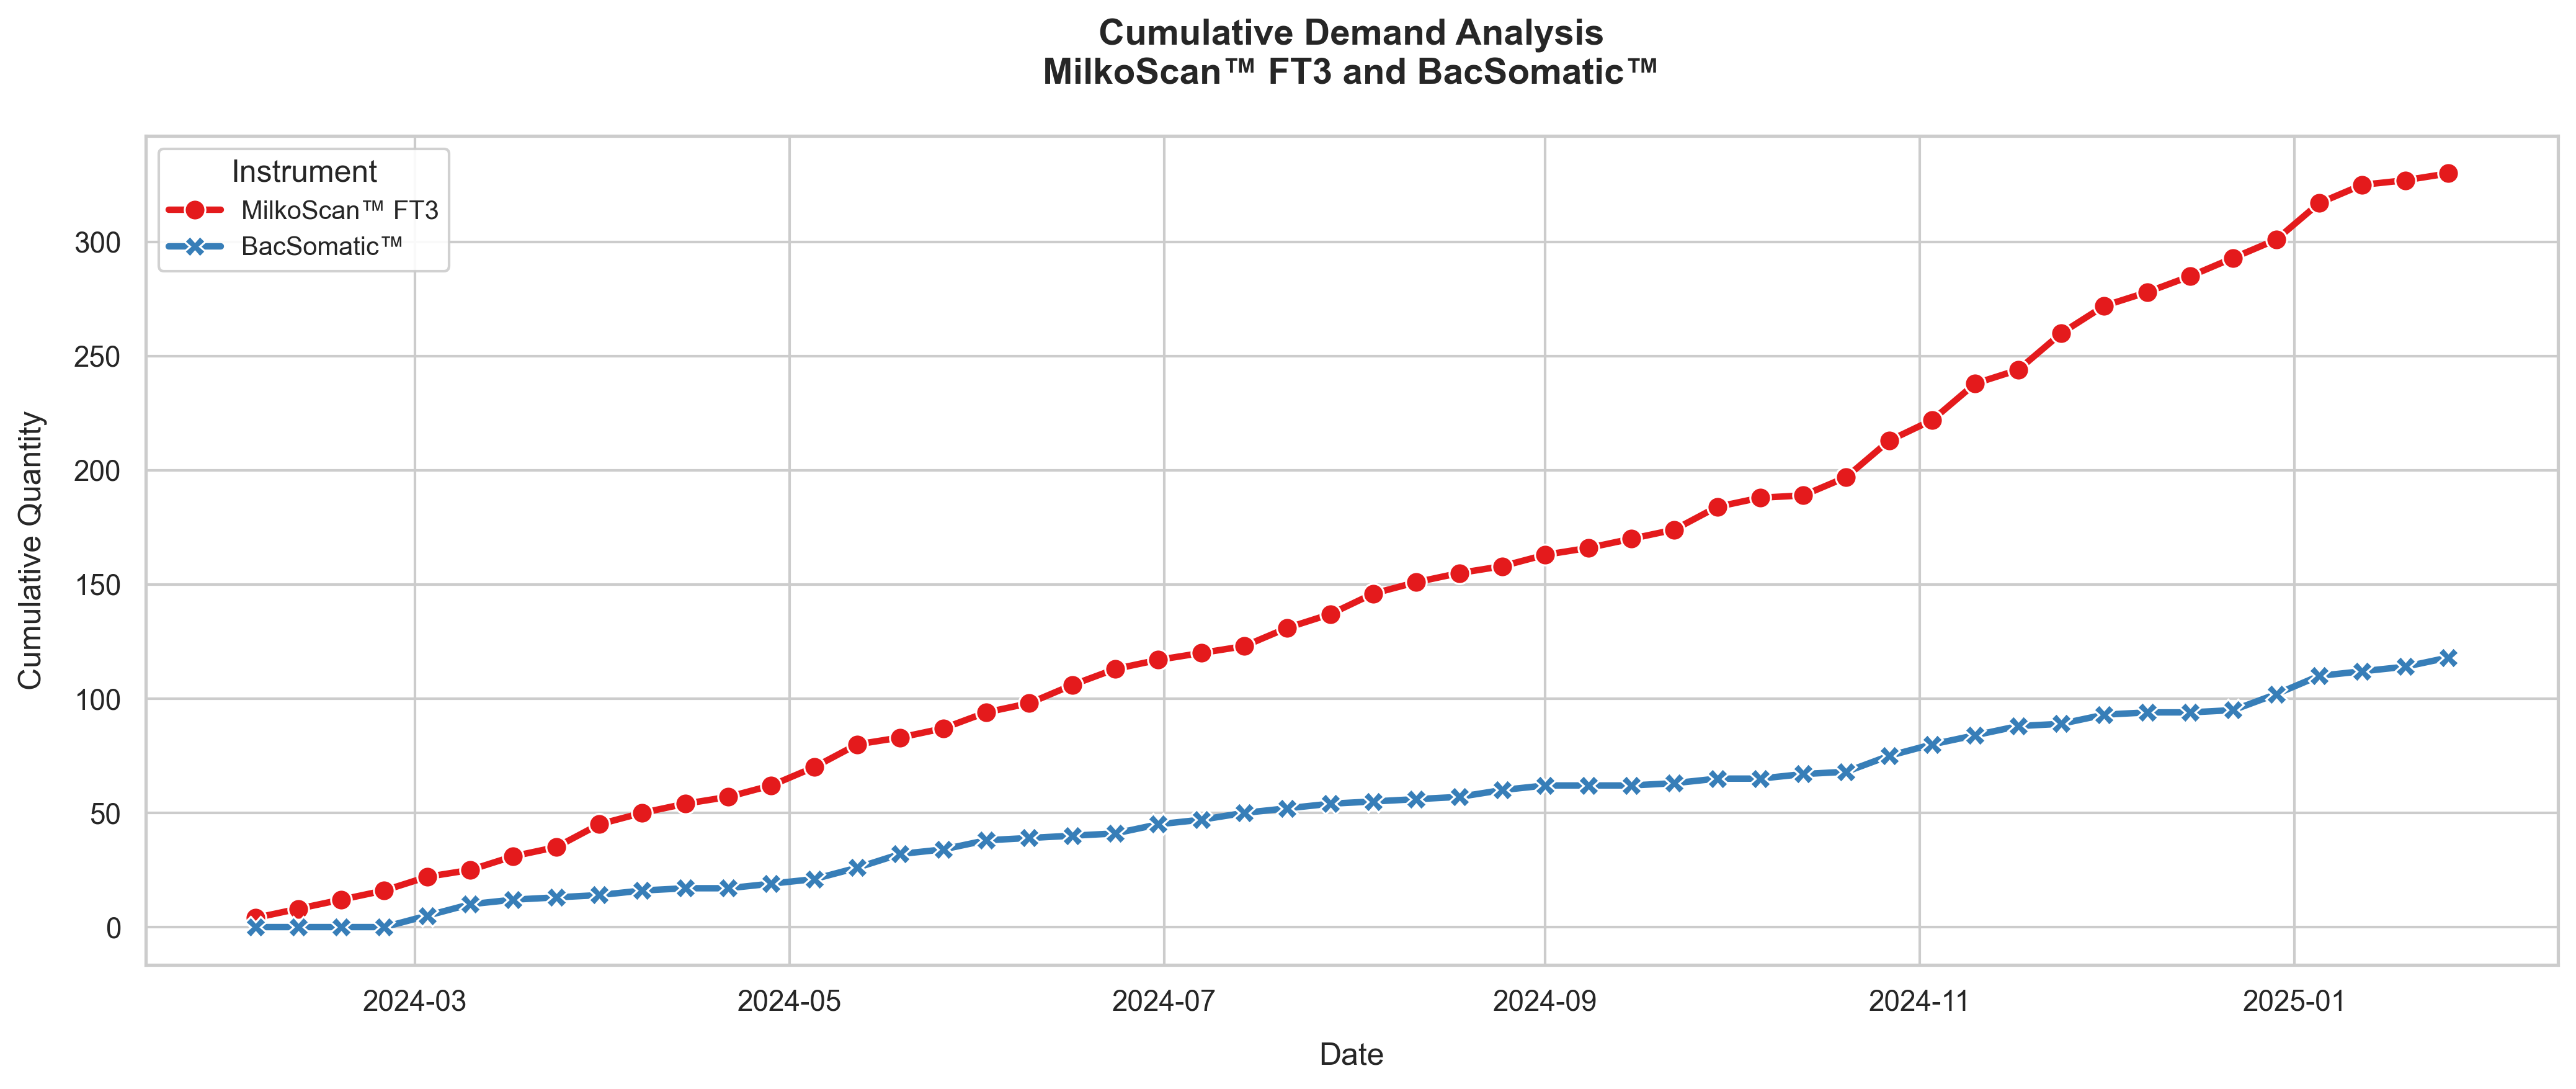 Cumulative Demand Analysis
MilkoScan™ FT3 and BacSomatic™
Instrument
MilkoScan™ FT3
BacSomatic™
Cumulative Quantity
300
250
200
150
100
50
0
2024-03
2024-05
2024-07
2024-09
2024-11
2025-01
Date